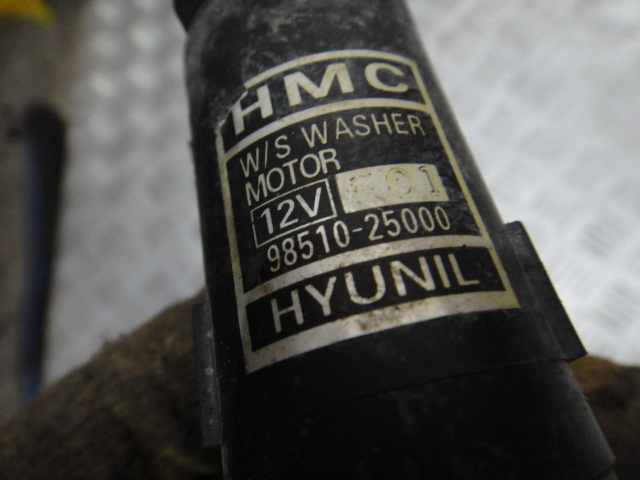 HMC
W/S WASHER
MOTOR
12V
98510-25000
HYUNIL